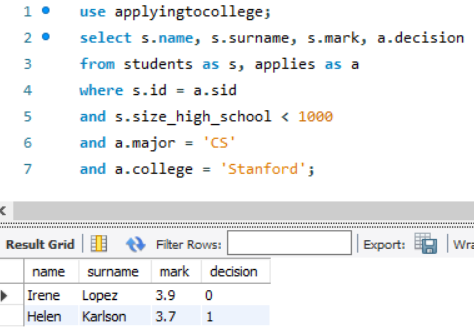 1 use applyingtocollege;
2 select s.name, s.surname, s.mark, a.decision
3 from students as s, applies as a
4 where s.id = a.sid
5 and s.size_high_school < 1000
6 and a.major = 'CS'
7 and a.college = 'Stanford';
Result Grid Filter Rows: Export: Wra
name surname mark decision
Irene Lopez 3.9 0
Helen Karlson 3.7 1